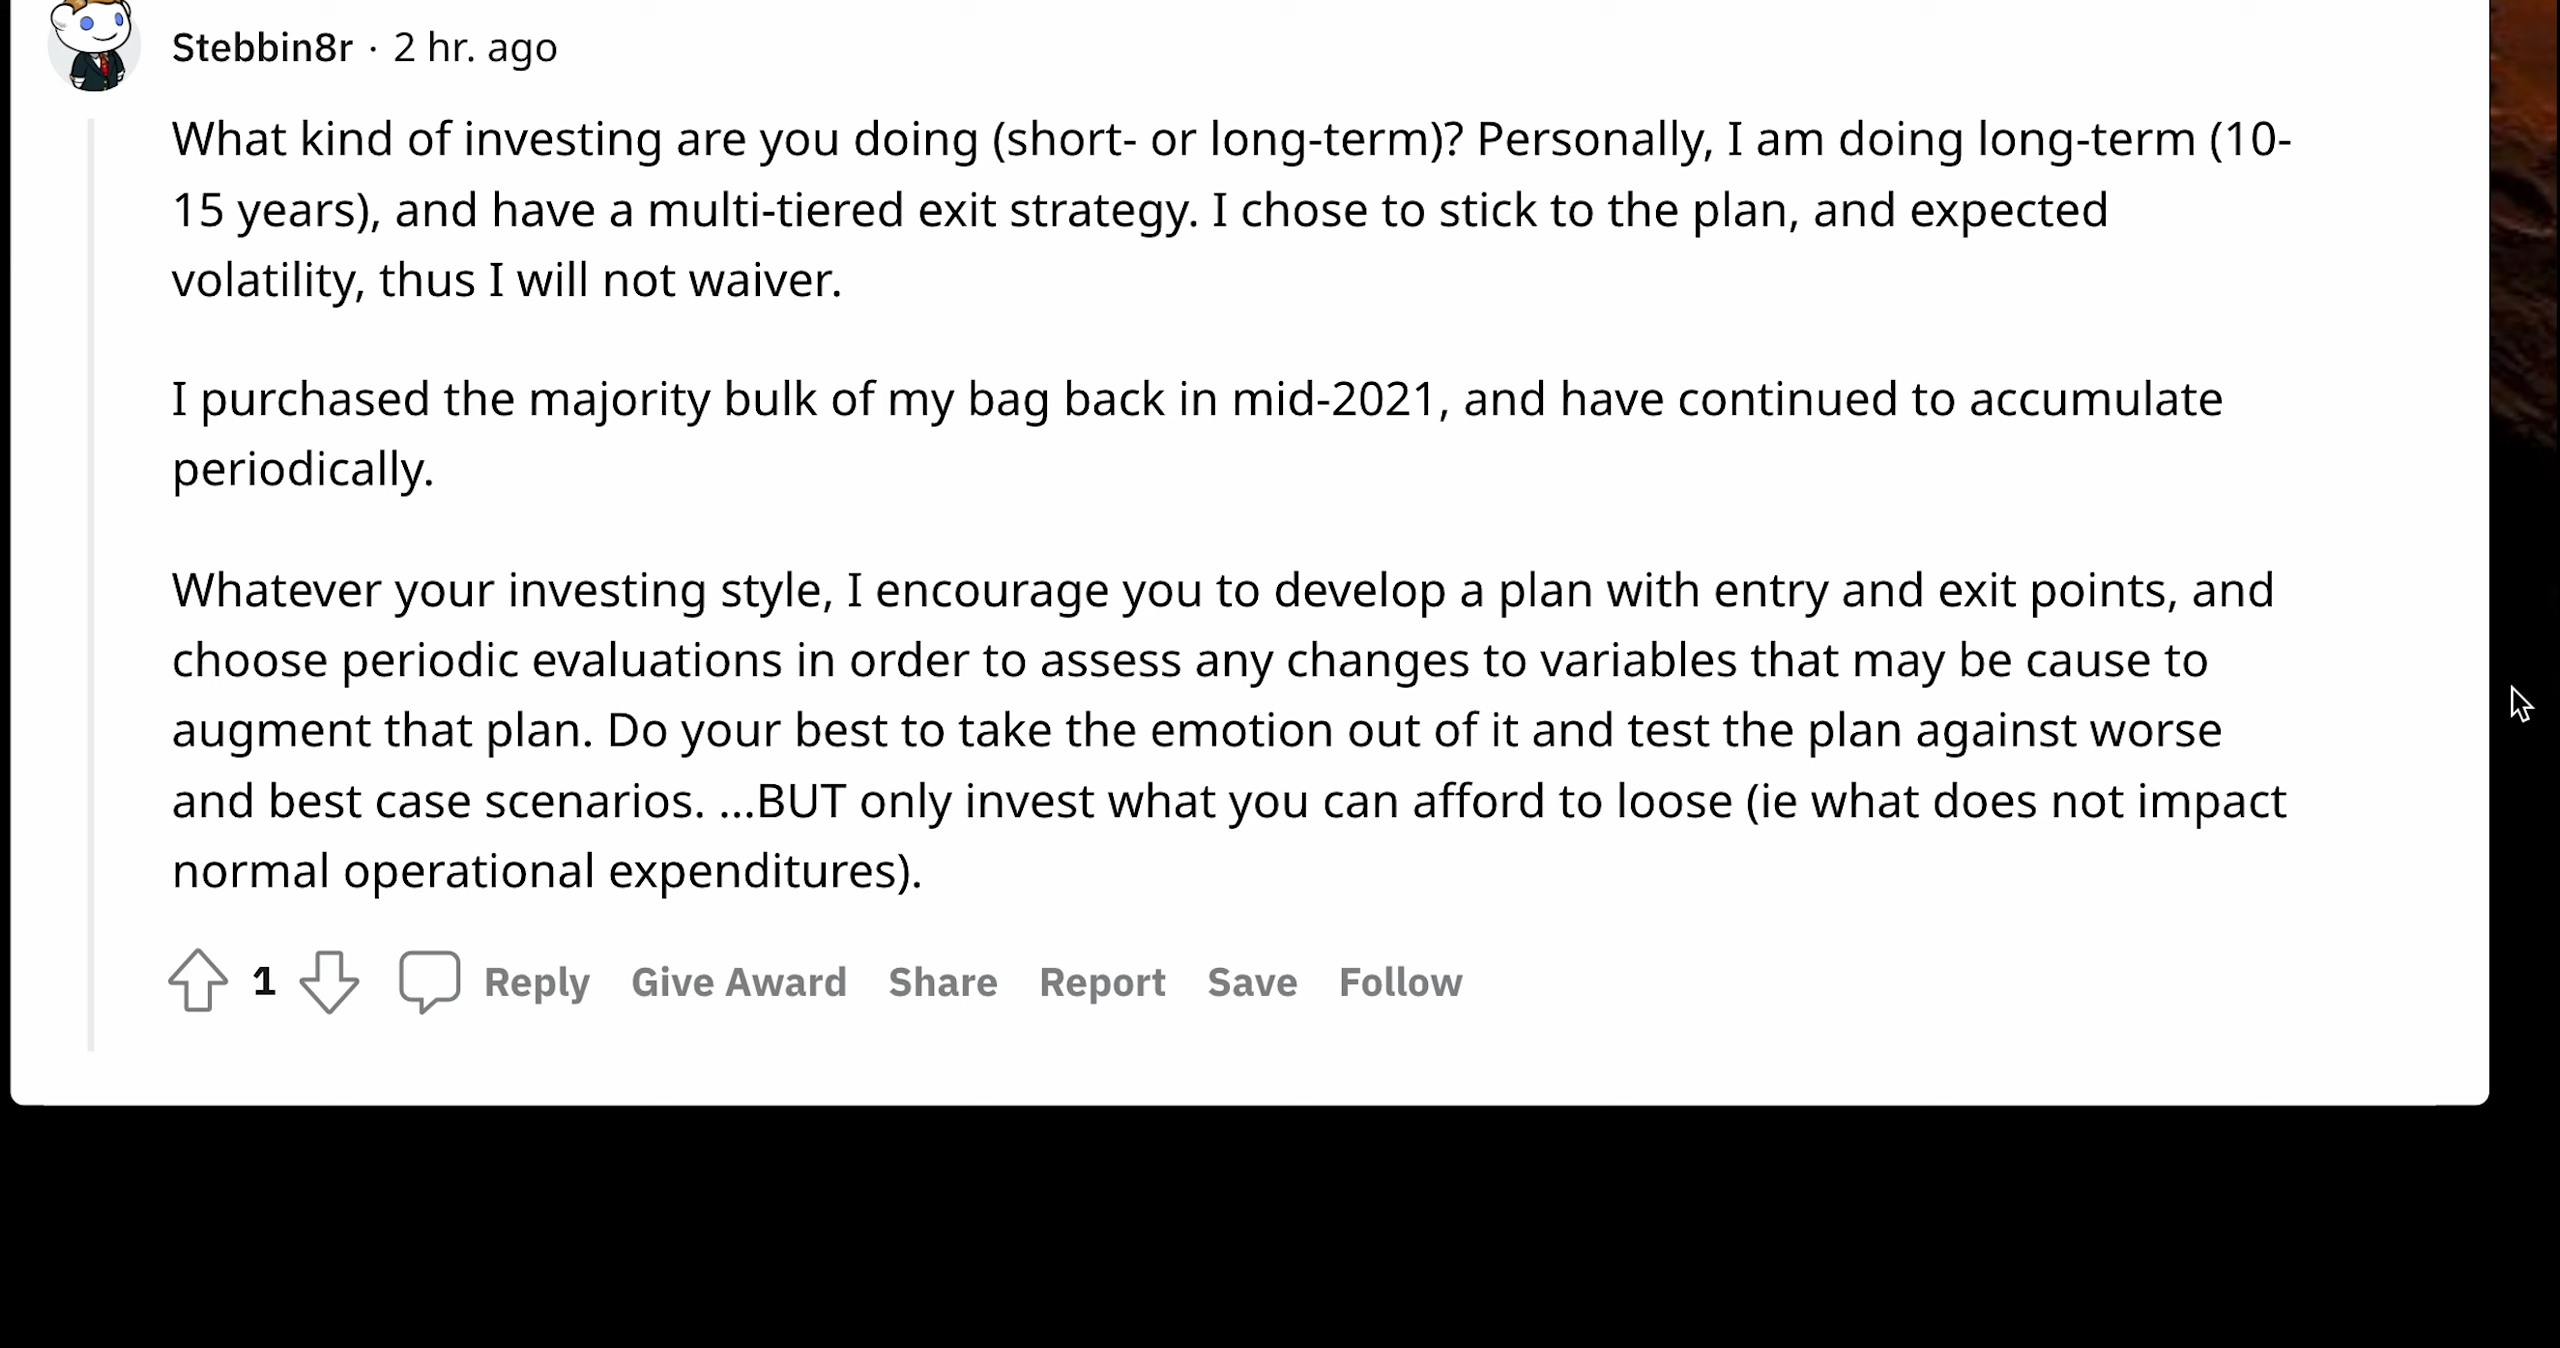 Stebbin8r · 2 hr. ago
What kind of investing are you doing (short- or long-term)? Personally, I am doing long-term (10-
15 years), and have a multi-tiered exit strategy. I chose to stick to the plan, and expected
volatility, thus I will not waiver.
I purchased the majority bulk of my bag back in mid-2021, and have continued to accumulate
periodically.
Whatever your investing style, I encourage you to develop a plan with entry and exit points, and
choose periodic evaluations in order to assess any changes to variables that may be cause to
augment that plan. Do your best to take the emotion out of it and test the plan against worse
and best case scenarios. ...BUT only invest what you can afford to loose (ie what does not impact
normal operational expenditures).
1 Reply Give Award Share Report Save Follow